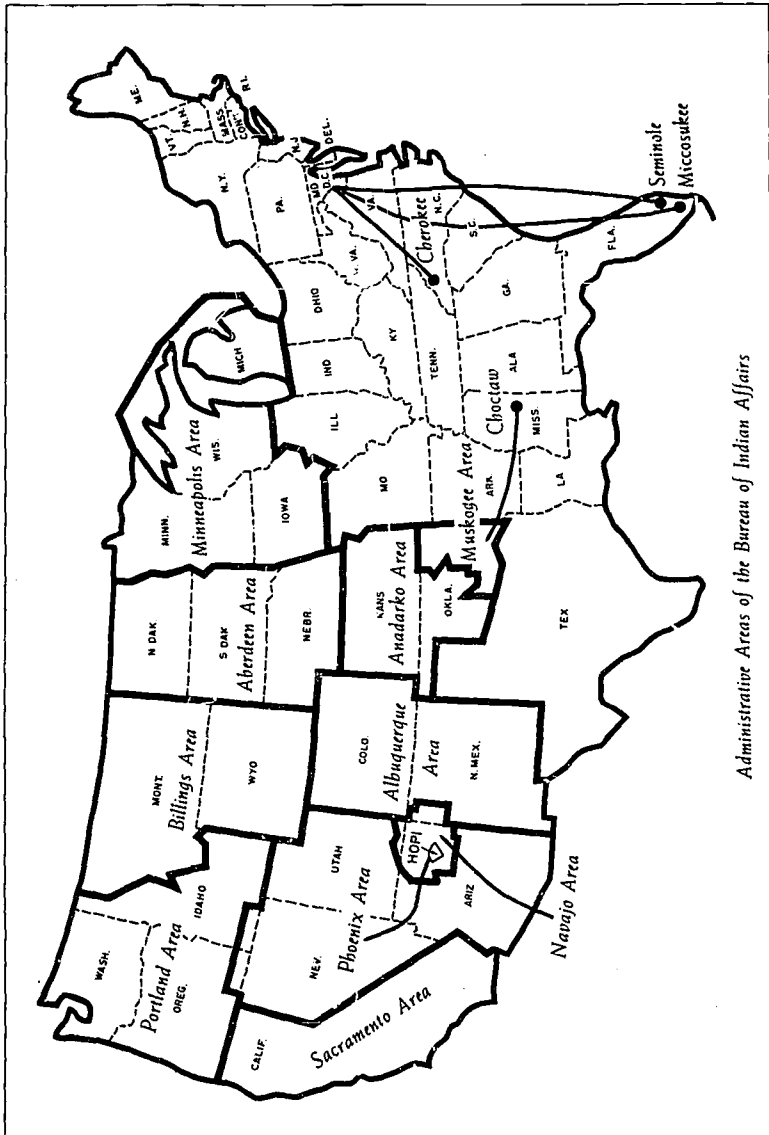 WASH.
Portland Area
OREG.
IDAHO
MONT.
Billings Area
WYO
N DAK
S DAK
Aberdeen Area
NEBR.
MINN.
Minneapolis Area
WIS.
IOWA
MICH
CALIF.
Sacramento Area
NEV.
UTAH
Phoenix Area
HOPI
ARIZ
Navajo Area
COLO.
Albuquerque
Area
N.MEX.
KANS
Anadarko Area
OKLA.
Muskogee Area
TEX
MO
ARK.
LA
ILL
IND
OHIO
KY
TENN.
Choctaw
MISS.
ALA
GA.
FLA.
S.C.
N.C.
Cherokee
VA.
W. VA.
PA.
N.Y.
VT.
N.H.
ME.
MASS
CONT.
R.I.
N.J.
DEL.
MD
D.C.
Seminole
Miccosukee
Administrative Areas of the Bureau of Indian Affairs